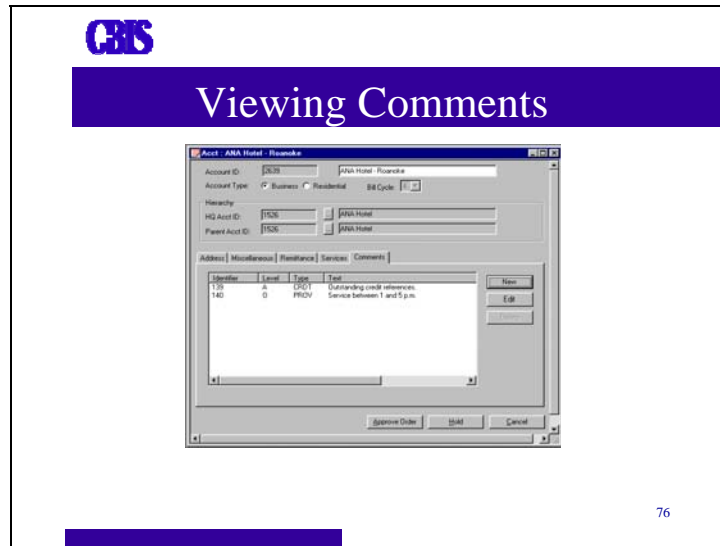 CBIS
Viewing Comments
Acct : ANA Hotel - Roanoke
Account ID: 2639 ANA Hotel - Roanoke
Account Type: Business Residential Bill Cycle:
Hierarchy
HQ Acct ID: 1526 ANA Hotel
Parent Acct ID: 1526 ANA Hotel
Address Miscellaneous Remittance Services Comments
Identifier Level Type Text
139 A CRDT Outstanding credit references.
140 O PROV Service between 1 and 5 p.m.
New
Edit
Delete
Approve Order Hold Cancel
76